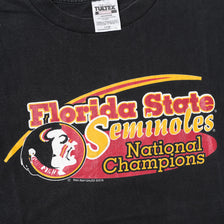 TULTEX
Florida State
Seminoles
National
Champions